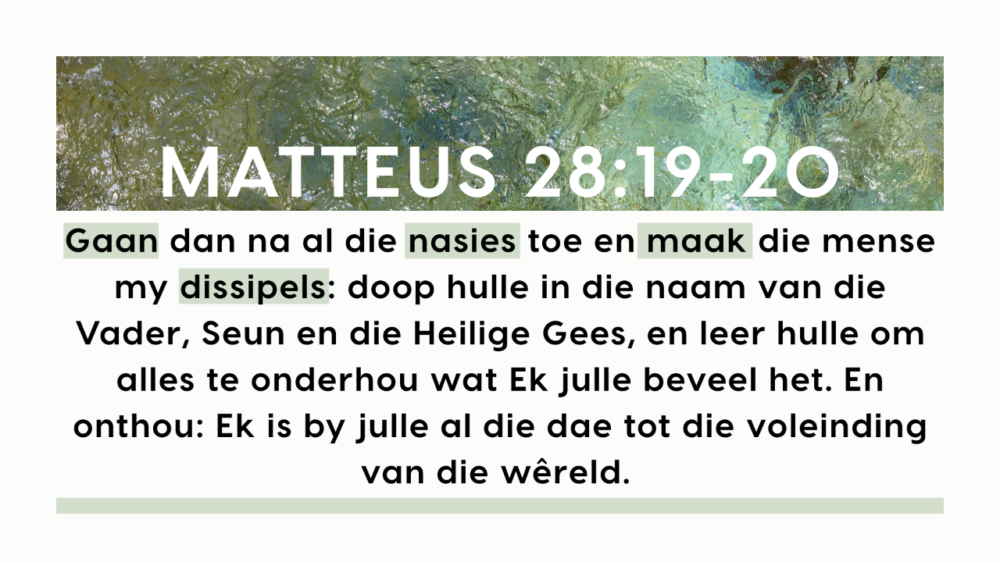 MATTEUS 28:19-20
Gaan dan na al die nasies toe en maak die mense
my dissipels: doop hulle in die naam van die
Vader, Seun en die Heilige Gees, en leer hulle om
alles te onderhou wat Ek julle beveel het. En
onthou: Ek is by julle al die dae tot die voleinding
van die wêreld.